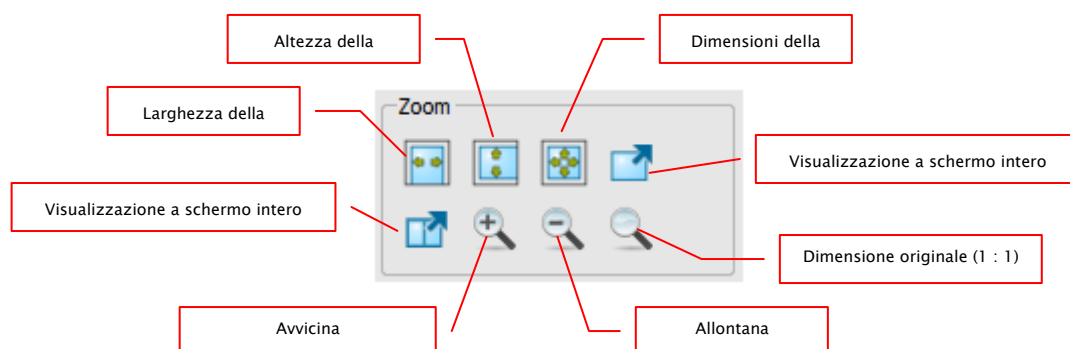 Altezza della
Dimensioni della
Larghezza della
Zoom
Visualizzazione a schermo intero
Visualizzazione a schermo intero
Dimensione originale (1 : 1)
Avvicina
Allontana